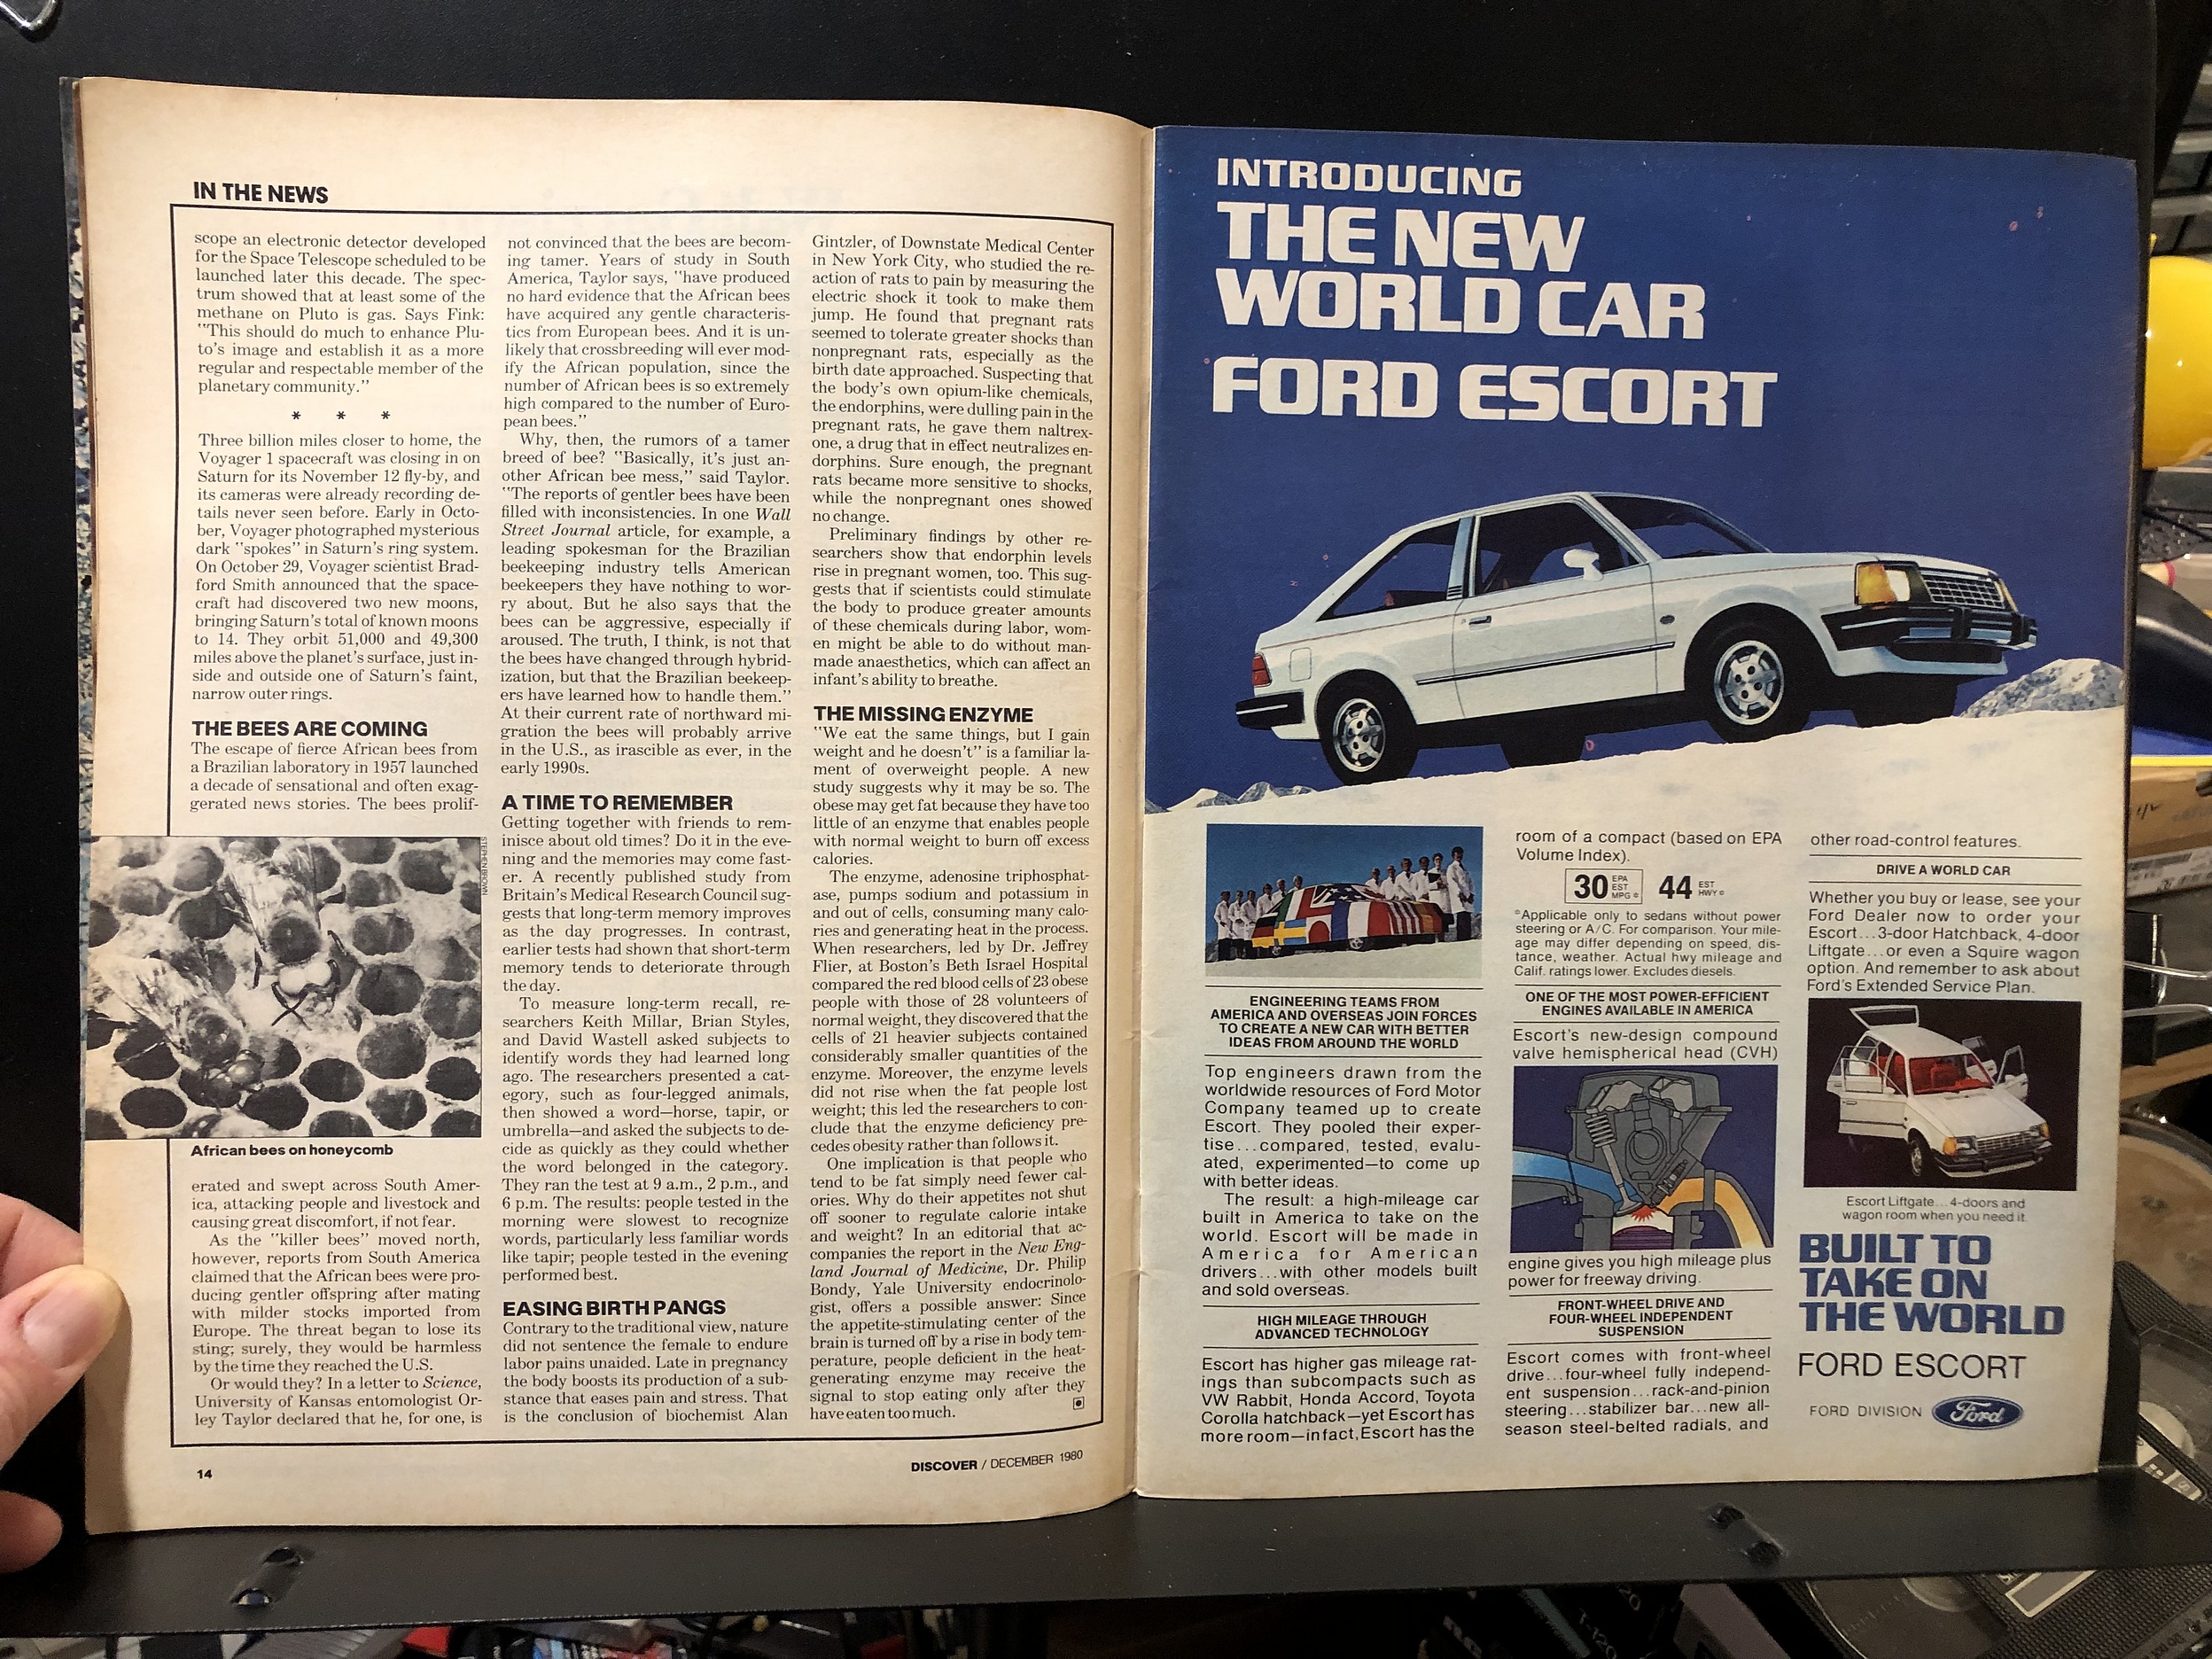 IN THE NEWS
scope an electronic detector developed
for the Space Telescope scheduled to be
launched later this decade. The spec-
trum showed that at least some of the
methane on Pluto is gas. Says Fink:
"This should do much to enhance Plu-
to's image and establish it as a more
regular and respectable member of the
planetary community."
* * *
Three billion miles closer to home, the
Voyager 1 spacecraft was closing in on
Saturn for its November 12 fly-by, and
its cameras were already recording de-
tails never seen before. Early in Octo-
ber, Voyager photographed mysterious
dark "spokes" in Saturn's ring system.
On October 29, Voyager scientist Brad-
ford Smith announced that the space-
craft had discovered two new moons,
bringing Saturn's total of known moons
to 14. They orbit 51,000 and 49,300
miles above the planet's surface, just in-
side and outside one of Saturn's faint,
narrow outer rings.
THE BEES ARE COMING
The escape of fierce African bees from
a Brazilian laboratory in 1957 launched
a decade of sensational and often exag-
gerated news stories. The bees prolif-
STEPHEN BROWN
African bees on honeycomb
erated and swept across South Amer-
ica, attacking people and livestock and
causing great discomfort, if not fear.
As the "killer bees" moved north,
however, reports from South America
claimed that the African bees were pro-
ducing gentler offspring after mating
with milder stocks imported from
Europe. The threat began to lose its
sting; surely, they would be harmless
by the time they reached the U.S.
Or would they? In a letter to Science,
University of Kansas entomologist Or-
ley Taylor declared that he, for one, is
not convinced that the bees are becom-
ing tamer. Years of study in South
America, Taylor says, "have produced
no hard evidence that the African bees
have acquired any gentle characteris-
tics from European bees. And it is un-
likely that crossbreeding will ever mod-
ify the African population, since the
number of African bees is so extremely
high compared to the number of Euro-
pean bees."
Why, then, the rumors of a tamer
breed of bee? "Basically, it's just an-
other African bee mess," said Taylor.
"The reports of gentler bees have been
filled with inconsistencies. In one Wall
Street Journal article, for example, a
leading spokesman for the Brazilian
beekeeping industry tells American
beekeepers they have nothing to wor-
ry about. But he also says that the
bees can be aggressive, especially if
aroused. The truth, I think, is not that
the bees have changed through hybrid-
ization, but that the Brazilian beekeep-
ers have learned how to handle them."
At their current rate of northward mi-
gration the bees will probably arrive
in the U.S., as irascible as ever, in the
early 1990s.
A TIME TO REMEMBER
Getting together with friends to rem-
inisce about old times? Do it in the eve-
ning and the memories may come fast-
er. A recently published study from
Britain's Medical Research Council sug-
gests that long-term memory improves
as the day progresses. In contrast,
earlier tests had shown that short-term
memory tends to deteriorate through
the day.
To measure long-term recall, re-
searchers Keith Millar, Brian Styles,
and David Wastell asked subjects to
identify words they had learned long
ago. The researchers presented a cat-
egory, such as four-legged animals,
then showed a word—horse, tapir, or
umbrella—and asked the subjects to de-
cide as quickly as they could whether
the word belonged in the category.
They ran the test at 9 a.m., 2 p.m., and
6 p.m. The results: people tested in the
morning were slowest to recognize
words, particularly less familiar words
like tapir; people tested in the evening
performed best.
EASING BIRTH PANGS
Contrary to the traditional view, nature
did not sentence the female to endure
labor pains unaided. Late in pregnancy
the body boosts its production of a sub-
stance that eases pain and stress. That
is the conclusion of biochemist Alan
Gintzler, of Downstate Medical Center
in New York City, who studied the re-
action of rats to pain by measuring the
electric shock it took to make them
jump. He found that pregnant rats
seemed to tolerate greater shocks than
nonpregnant rats, especially as the
birth date approached. Suspecting that
the body's own opium-like chemicals,
the endorphins, were dulling pain in the
pregnant rats, he gave them naltrex-
one, a drug that in effect neutralizes en-
dorphins. Sure enough, the pregnant
rats became more sensitive to shocks,
while the nonpregnant ones showed
no change.
Preliminary findings by other re-
searchers show that endorphin levels
rise in pregnant women, too. This sug-
gests that if scientists could stimulate
the body to produce greater amounts
of these chemicals during labor, wom-
en might be able to do without man-
made anaesthetics, which can affect an
infant's ability to breathe.
THE MISSING ENZYME
"We eat the same things, but I gain
weight and he doesn't" is a familiar la-
ment of overweight people. A new
study suggests why it may be so. The
obese may get fat because they have too
little of an enzyme that enables people
with normal weight to burn off excess
calories.
The enzyme, adenosine triphosphat-
ase, pumps sodium and potassium in
and out of cells, consuming many calo-
ries and generating heat in the process.
When researchers, led by Dr. Jeffrey
Flier, at Boston's Beth Israel Hospital
compared the red blood cells of 23 obese
people with those of 28 volunteers of
normal weight, they discovered that the
cells of 21 heavier subjects contained
considerably smaller quantities of the
enzyme. Moreover, the enzyme levels
did not rise when the fat people lost
weight; this led the researchers to con-
clude that the enzyme deficiency pre-
cedes obesity rather than follows it.
One implication is that people who
tend to be fat simply need fewer cal-
ories. Why do their appetites not shut
off sooner to regulate calorie intake
and weight? In an editorial that ac-
companies the report in the New Eng-
land Journal of Medicine, Dr. Philip
Bondy, Yale University endocrinolo-
gist, offers a possible answer: Since
the appetite-stimulating center of the
brain is turned off by a rise in body tem-
perature, people deficient in the heat-
generating enzyme may receive the
signal to stop eating only after they
have eaten too much.
14
DISCOVER / DECEMBER 1980
INTRODUCING
THE NEW
WORLD CAR
FORD ESCORT
ENGINEERING TEAMS FROM
AMERICA AND OVERSEAS JOIN FORCES
TO CREATE A NEW CAR WITH BETTER
IDEAS FROM AROUND THE WORLD
Top engineers drawn from the
worldwide resources of Ford Motor
Company teamed up to create
Escort. They pooled their exper-
tise...compared, tested, evalu-
ated, experimented—to come up
with better ideas.
The result: a high-mileage car
built in America to take on the
world. Escort will be made in
America for American
drivers...with other models built
and sold overseas.
HIGH MILEAGE THROUGH
ADVANCED TECHNOLOGY
Escort has higher gas mileage rat-
ings than subcompacts such as
VW Rabbit, Honda Accord, Toyota
Corolla hatchback—yet Escort has
more room—in fact, Escort has the
room of a compact (based on EPA
Volume Index).
30 EPA EST MPG © 44 EST HWY ©
©Applicable only to sedans without power
steering or A/C. For comparison. Your mile-
age may differ depending on speed, dis-
tance, weather. Actual hwy mileage and
Calif. ratings lower. Excludes diesels.
ONE OF THE MOST POWER-EFFICIENT
ENGINES AVAILABLE IN AMERICA
Escort's new-design compound
valve hemispherical head (CVH)
engine gives you high mileage plus
power for freeway driving.
FRONT-WHEEL DRIVE AND
FOUR-WHEEL INDEPENDENT
SUSPENSION
Escort comes with front-wheel
drive...four-wheel fully independ-
ent suspension...rack-and-pinion
steering...stabilizer bar...new all-
season steel-belted radials, and
other road-control features.
DRIVE A WORLD CAR
Whether you buy or lease, see your
Ford Dealer now to order your
Escort...3-door Hatchback, 4-door
Liftgate...or even a Squire wagon
option. And remember to ask about
Ford's Extended Service Plan.
Escort Liftgate...4-doors and
wagon room when you need it
BUILT TO
TAKE ON
THE WORLD
FORD ESCORT
FORD DIVISION Ford
T-120